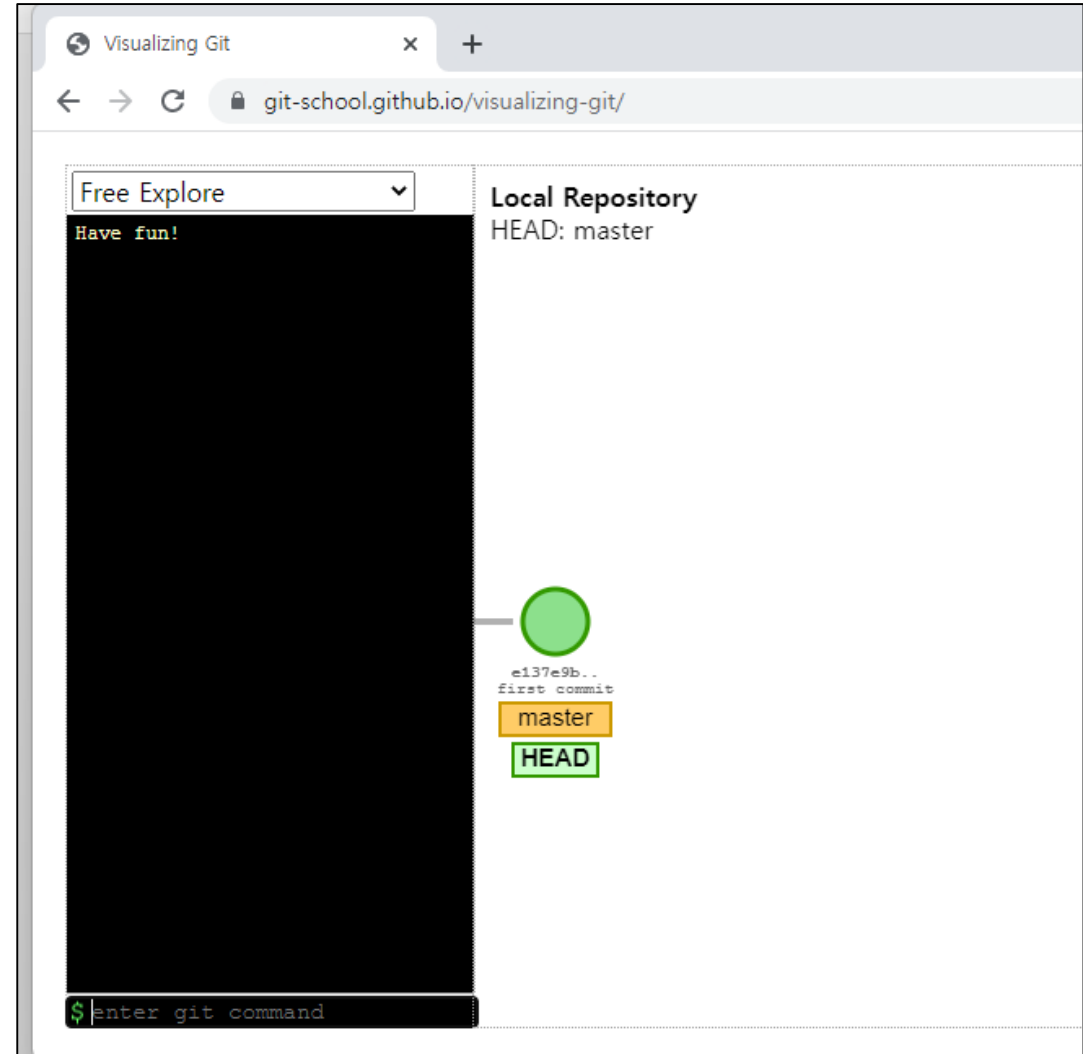 Visualizing Git
git-school.github.io/visualizing-git/
Free Explore
Have fun!
Local Repository
HEAD: master
e137e9b..
first commit
master
HEAD
$ enter git command